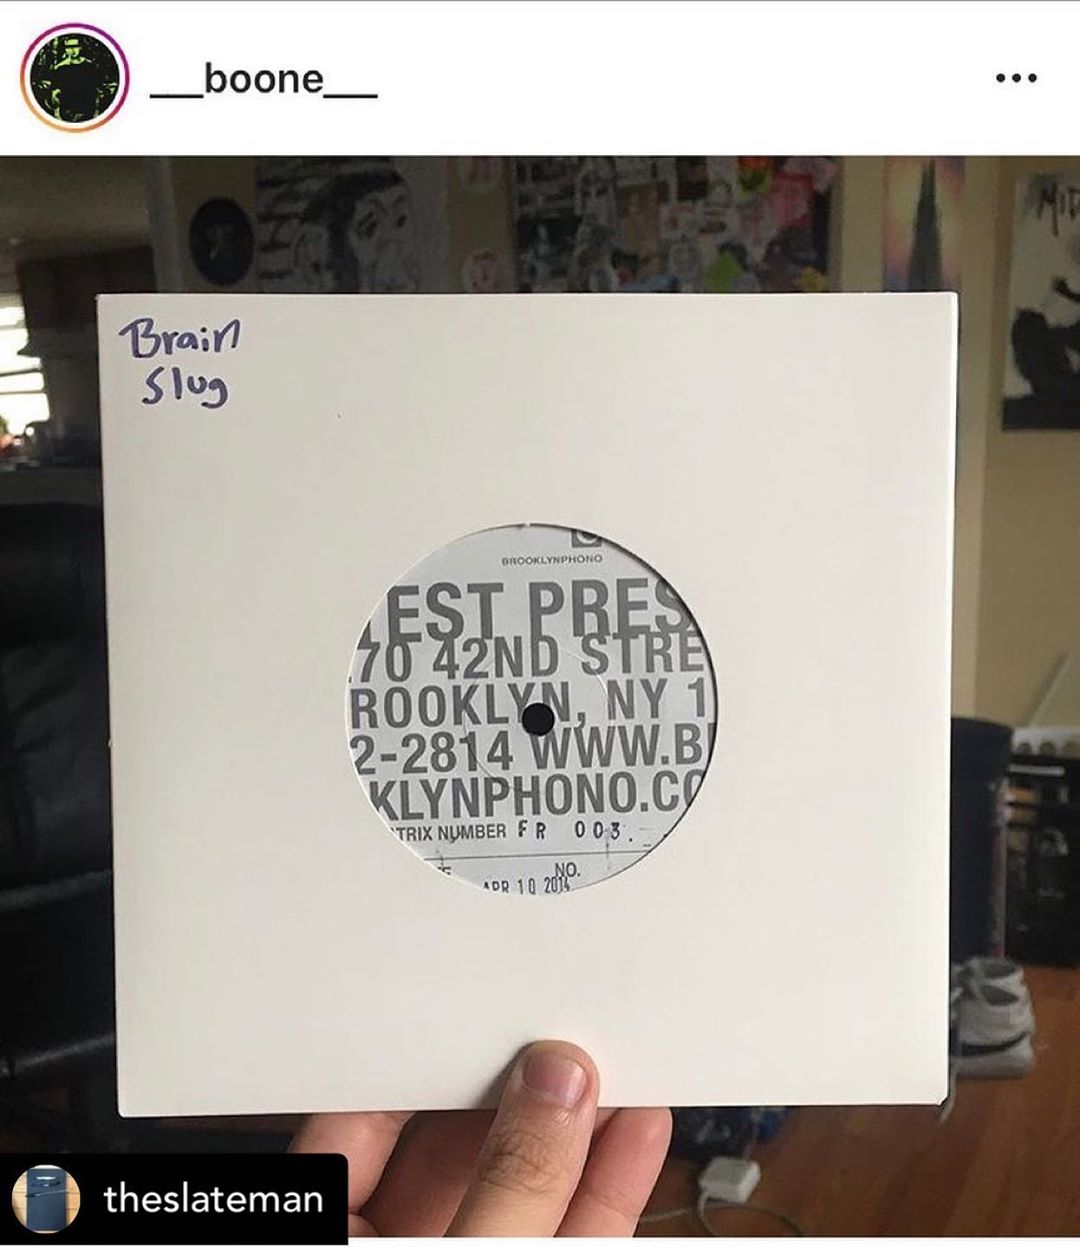 __boone__
Brain
Slug
BROOKLYNPHONO
EST PRES
70 42ND STRE
ROOKLYN, NY 1
2-2814 WWW.B
KLYNPHONO.CO
TRIX NUMBER FR 003.
NO.
APR 10 2014
theslateman